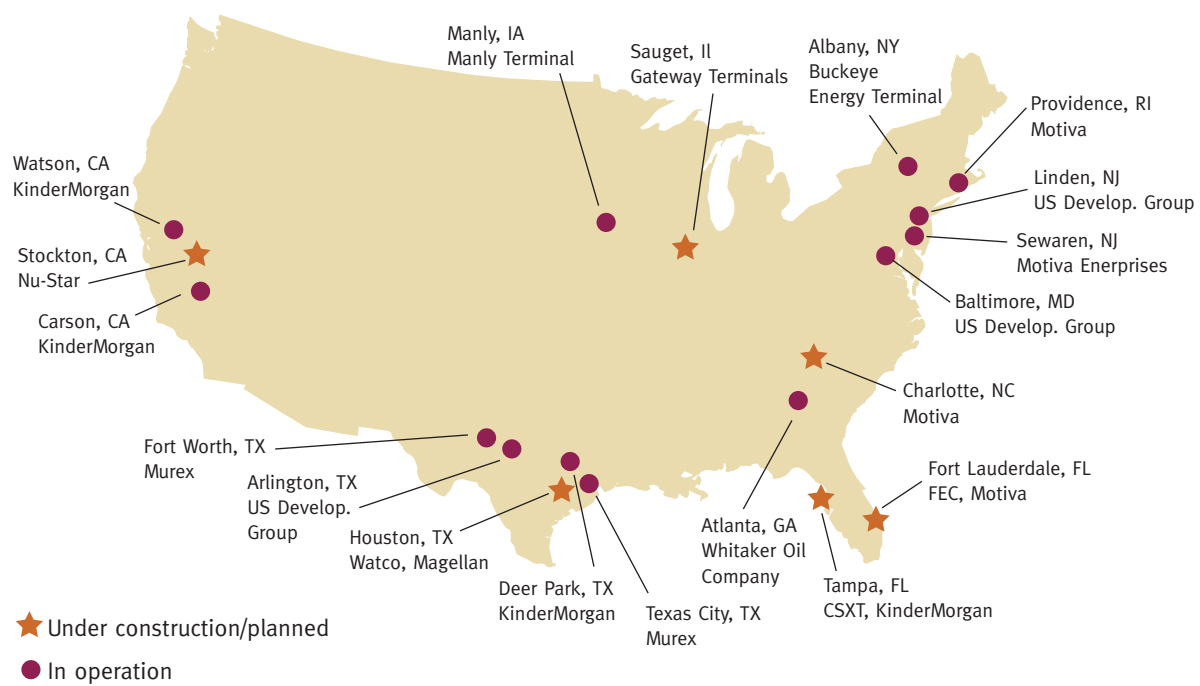 Manly, IA
Manly Terminal
Sauget, Il
Gateway Terminals
Albany, NY
Buckeye
Energy Terminal
Providence, RI
Motiva
Watson, CA
KinderMorgan
Linden, NJ
US Develop. Group
Stockton, CA
Nu-Star
Sewaren, NJ
Motiva Enerprises
Carson, CA
KinderMorgan
Baltimore, MD
US Develop. Group
Charlotte, NC
Motiva
Fort Worth, TX
Murex
Arlington, TX
US Develop.
Group
Houston, TX
Watco, Magellan
Deer Park, TX
KinderMorgan
Texas City, TX
Murex
Atlanta, GA
Whitaker Oil
Company
Fort Lauderdale, FL
FEC, Motiva
Tampa, FL
CSXT, KinderMorgan
Under construction/planned
In operation